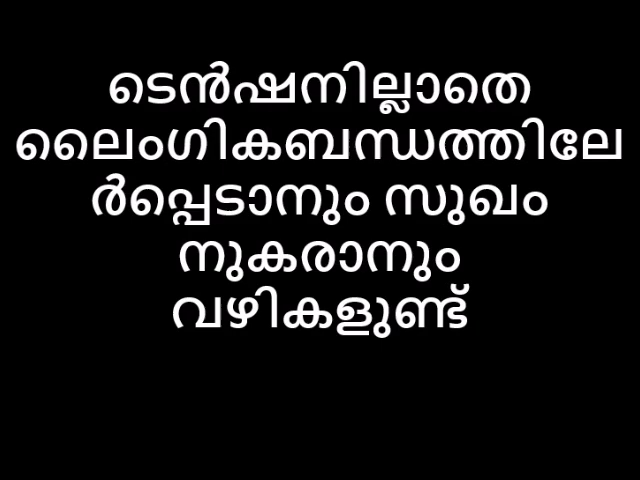 ടെൻഷനില്ലാതെ
ലൈംഗികബന്ധത്തിലേ
ർപ്പെടാനും സുഖം
നുകരാനും
വഴികളുണ്ട്